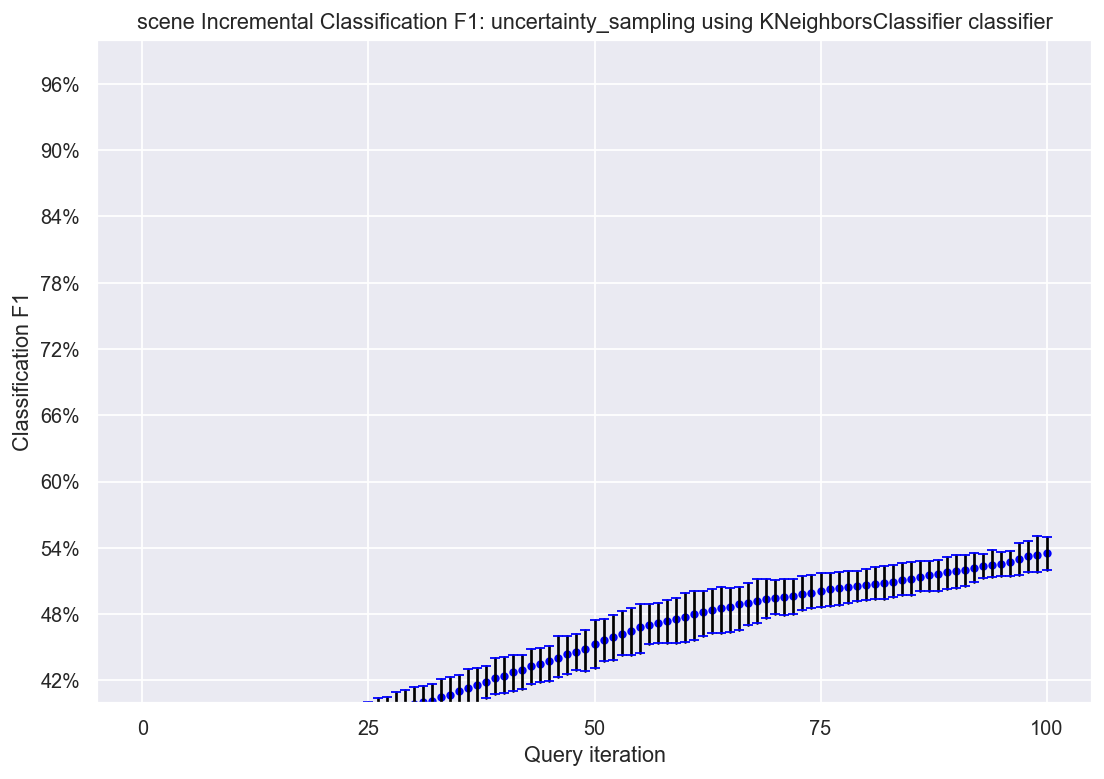 scene Incremental Classification F1: uncertainty_sampling using KNeighborsClassifier classifier
96%
90%
84%
78%
72%
66%
60%
54%
48%
42%
Classification F1
0 25 50 75 100
Query iteration